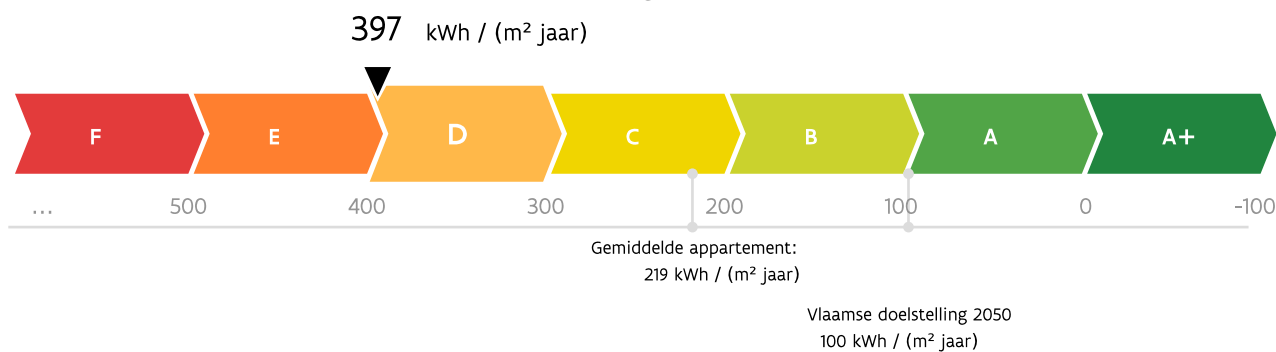 397 kWh / (m² jaar)
F E D C B A A+
... 500 400 300 200 100 0 -100
Gemiddelde appartement:
219 kWh / (m² jaar)
Vlaamse doelstelling 2050
100 kWh / (m² jaar)